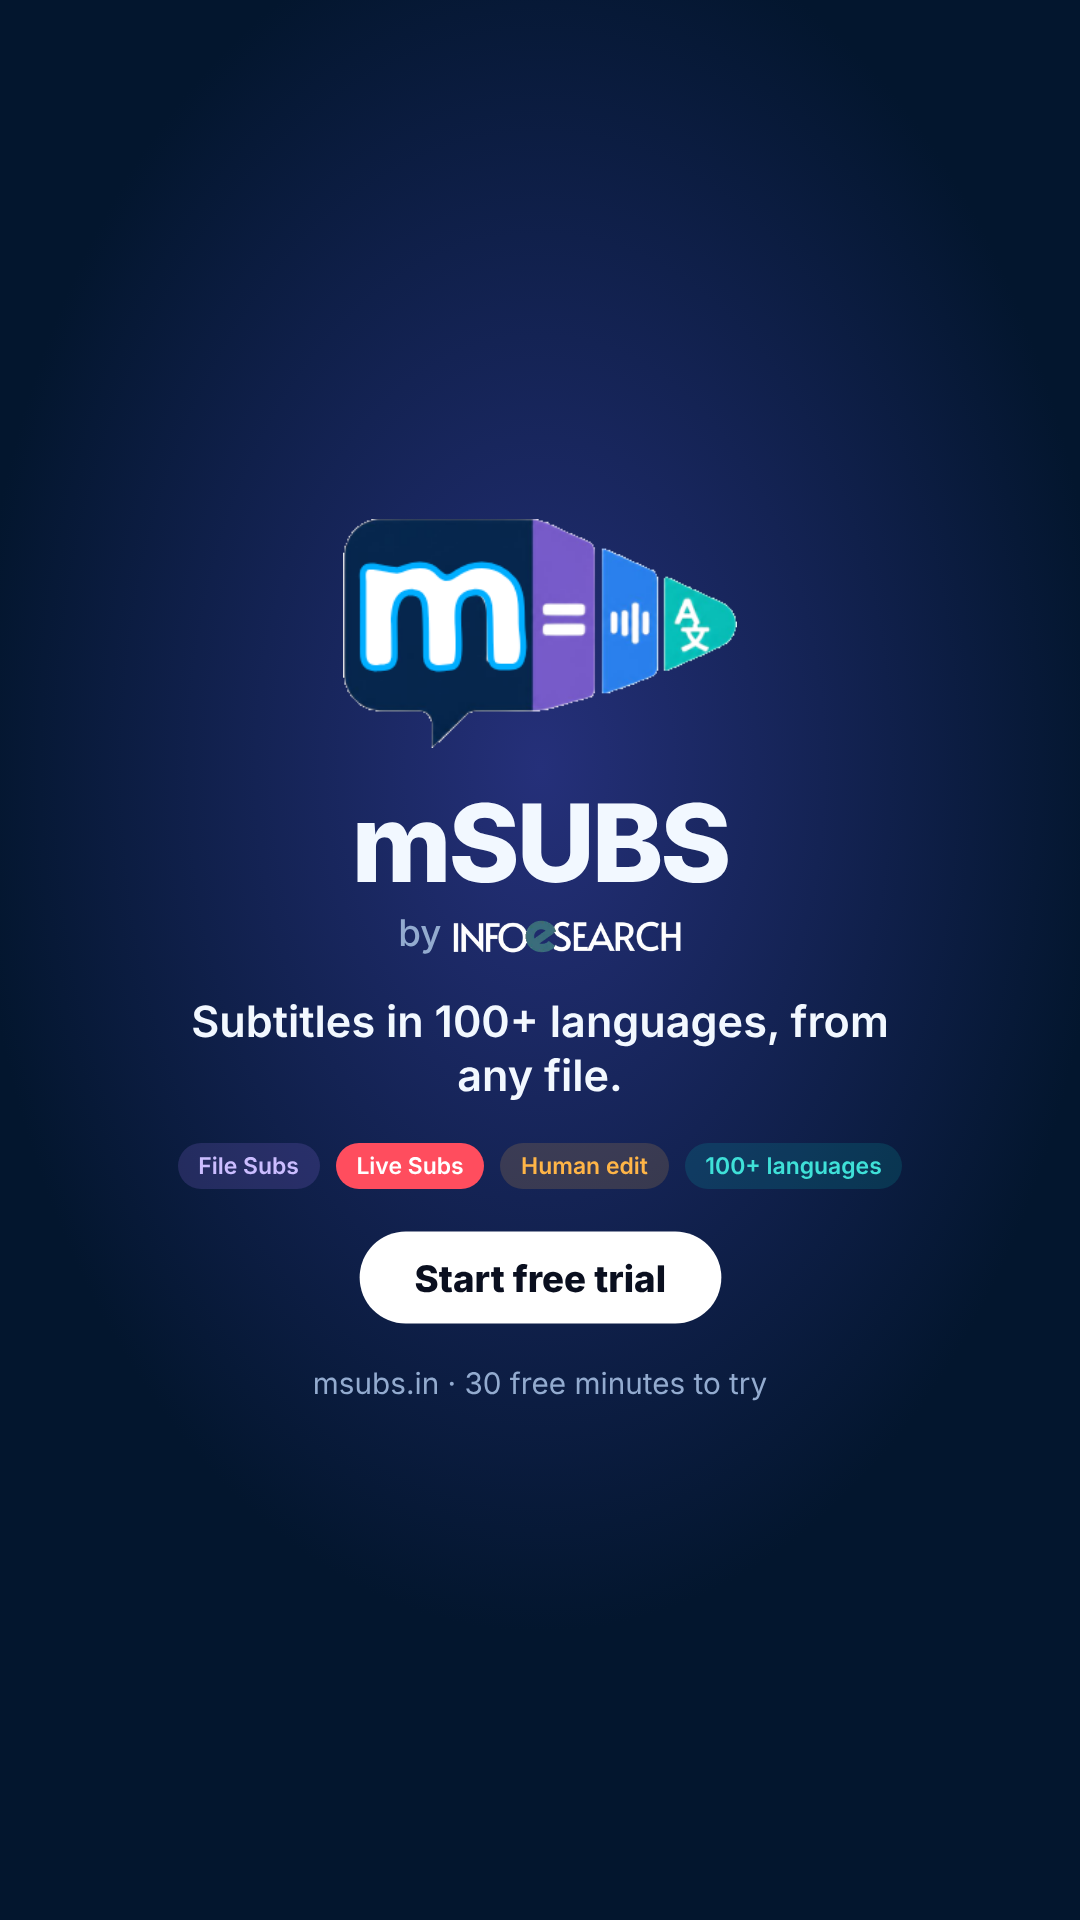 m
A
文
mSUBS
by INFOeSEARCH
Subtitles in 100+ languages, from
any file.
File Subs Live Subs Human edit 100+ languages
Start free trial
msubs.in · 30 free minutes to try